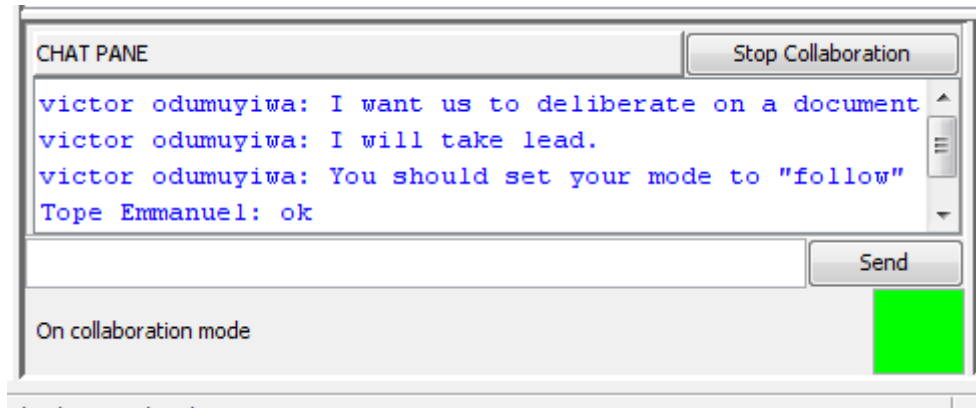 CHAT PANE Stop Collaboration
victor odumuyiwa: I want us to deliberate on a document
victor odumuyiwa: I will take lead.
victor odumuyiwa: You should set your mode to "follow"
Tope Emmanuel: ok
Send
On collaboration mode